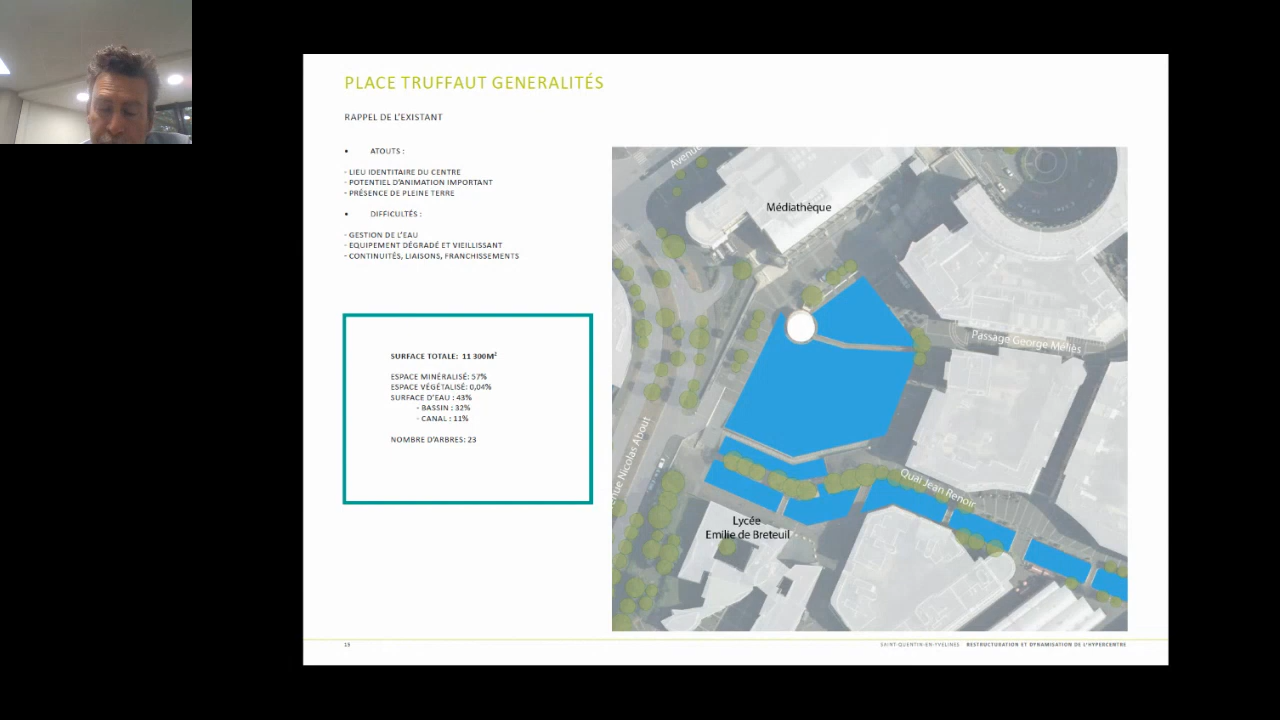 PLACE TRUFFAUT GENERALITÉS
RAPPEL DE L'EXISTANT
• ATOUTS :
- LIEU IDENTITAIRE DU CENTRE
- POTENTIEL D'ANIMATION IMPORTANT
- PRÉSENCE DE PLEINE TERRE
• DIFFICULTÉS :
- GESTION DE L'EAU
- EQUIPEMENT DÉGRADÉ ET VIEILLISSANT
- CONTINUITÉS, LIAISONS, FRANCHISSEMENTS
SURFACE TOTALE: 11 300M²
ESPACE MINÉRALISÉ: 57%
ESPACE VÉGÉTALISÉ: 0,04%
SURFACE D'EAU : 43%
- BASSIN : 32%
- CANAL : 11%
NOMBRE D'ARBRES: 23
Avenue
Médiathèque
Passage George Méliès
enue Nicolas About
Quai Jean Renoir
Lycée
Emilie de Breteuil
13
SAINT-QUENTIN-EN-YVELINES - RESTRUCTURATION ET DYNAMISATION DE L'HYPERCENTRE